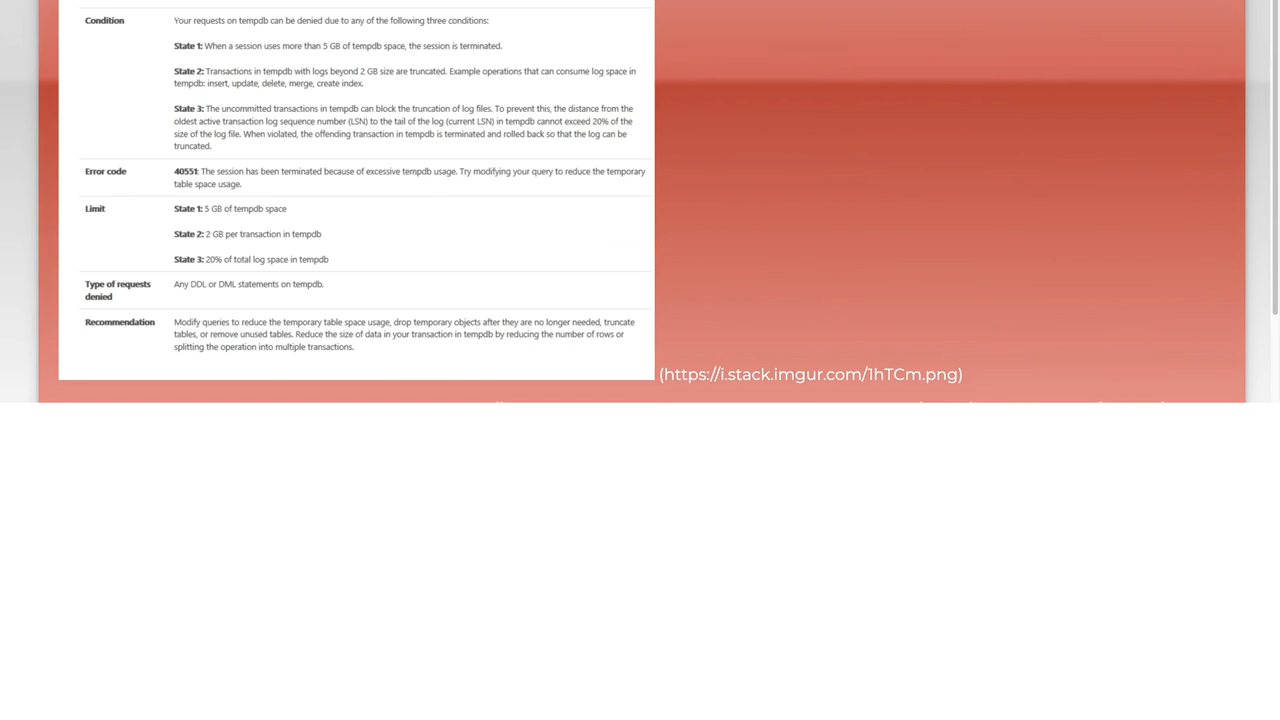 Condition
Your requests on tempdb can be denied due to any of the following three conditions:
State 1: When a session uses more than 5 GB of tempdb space, the session is terminated.
State 2: Transactions in tempdb with logs beyond 2 GB size are truncated. Example operations that can consume log space in
tempdb: insert, update, delete, merge, create index.
State 3: The uncommitted transactions in tempdb can block the truncation of log files. To prevent this, the distance from the
oldest active transaction log sequence number (LSN) to the tail of the log (current LSN) in tempdb cannot exceed 20% of the
size of the log file. When violated, the offending transaction in tempdb is terminated and rolled back so that the log can be
truncated.
Error code
40551: The session has been terminated because of excessive tempdb usage. Try modifying your query to reduce the temporary
table space usage.
Limit
State 1: 5 GB of tempdb space
State 2: 2 GB per transaction in tempdb
State 3: 20% of total log space in tempdb
Type of requests
denied
Any DDL or DML statements on tempdb.
Recommendation
Modify queries to reduce the temporary table space usage, drop temporary objects after they are no longer needed, truncate
tables, or remove unused tables. Reduce the size of data in your transaction in tempdb by reducing the number of rows or
splitting the operation into multiple transactions.
(https://i.stack.imgur.com/1hTCm.png)